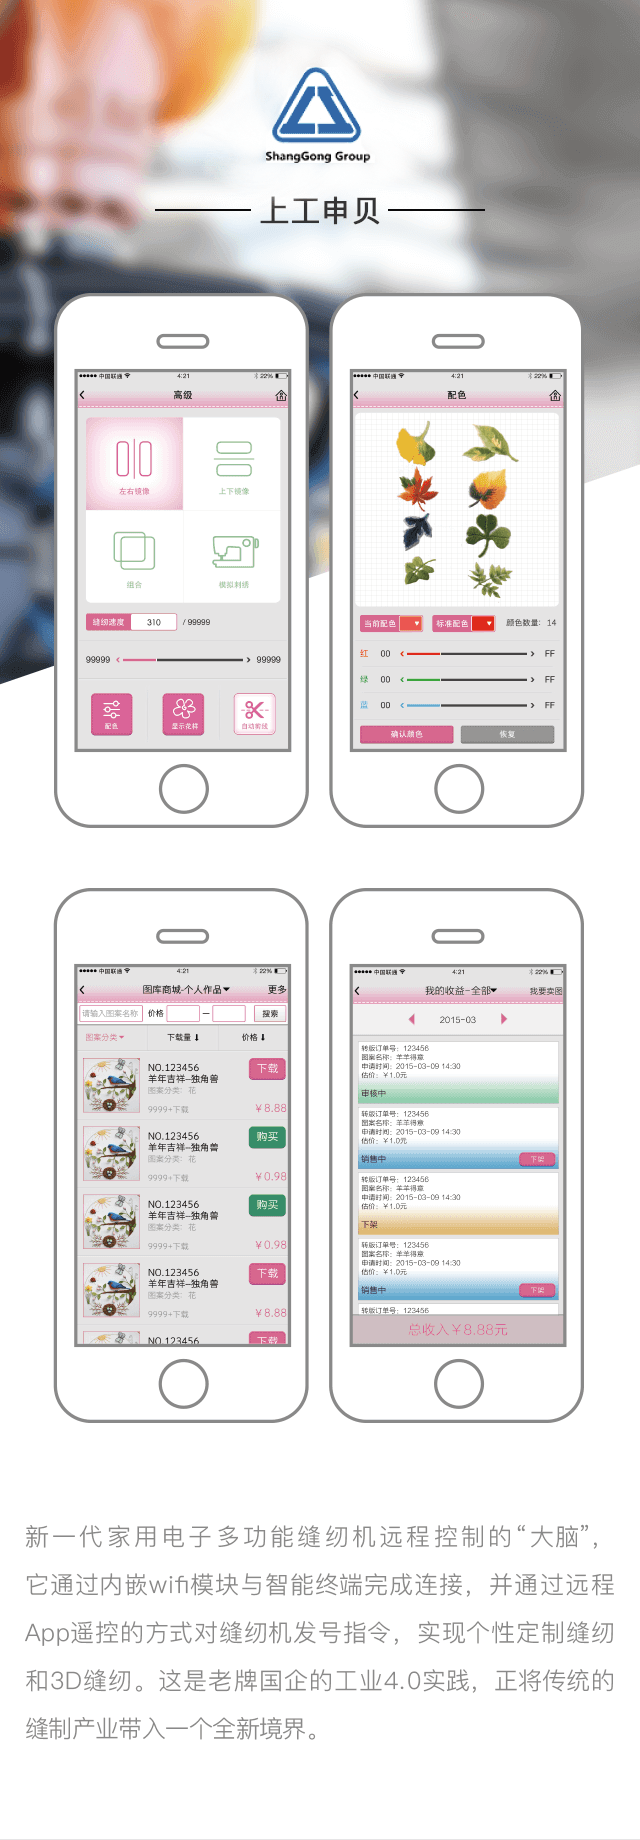 ShangGong Group
上工申贝
中国联通 4:21 22%
高级
左右镜像 上下镜像
组合 模拟刺绣
缝纫速度 310 / 99999
99999 99999
配色 显示花样 自动剪线
中国联通 4:21 22%
配色
当前配色 标准配色 颜色数量: 14
红 00 FF
绿 00 FF
蓝 00 FF
确认颜色 恢复
中国联通 4:21 22%
图库商城-个人作品 更多
请输入图案名称 价格 — 搜索
图案分类 下载量 价格
NO.123456 下载
羊年吉祥—独角兽
图案分类: 花
9999+下载 ￥8.88
NO.123456 购买
羊年吉祥—独角兽
图案分类: 花
9999+下载 ￥0.98
NO.123456 购买
羊年吉祥—独角兽
图案分类: 花
9999+下载 ￥0.98
NO.123456 下载
羊年吉祥—独角兽
图案分类: 花
9999+下载 ￥8.88
NO.123456 下载
中国联通 4:21 22%
我的收益-全部 我要卖图
2015-03
转版订单号: 123456
图案名称: 羊羊得意
申请时间: 2015-03-09 14:30
估价: ￥1.0元
审核中
转版订单号: 123456
图案名称: 羊羊得意
申请时间: 2015-03-09 14:30
估价: ￥1.0元
销售中 下架
转版订单号: 123456
图案名称: 羊羊得意
申请时间: 2015-03-09 14:30
估价: ￥1.0元
下架
转版订单号: 123456
图案名称: 羊羊得意
申请时间: 2015-03-09 14:30
估价: ￥1.0元
销售中 下架
转版订单号: 123456
总收入￥8.88元
新一代家用电子多功能缝纫机远程控制的“大脑”，
它通过内嵌wifi模块与智能终端完成连接，并通过远程
App遥控的方式对缝纫机发号指令，实现个性定制缝纫
和3D缝纫。这是老牌国企的工业4.0实践，正将传统的
缝制产业带入一个全新境界。